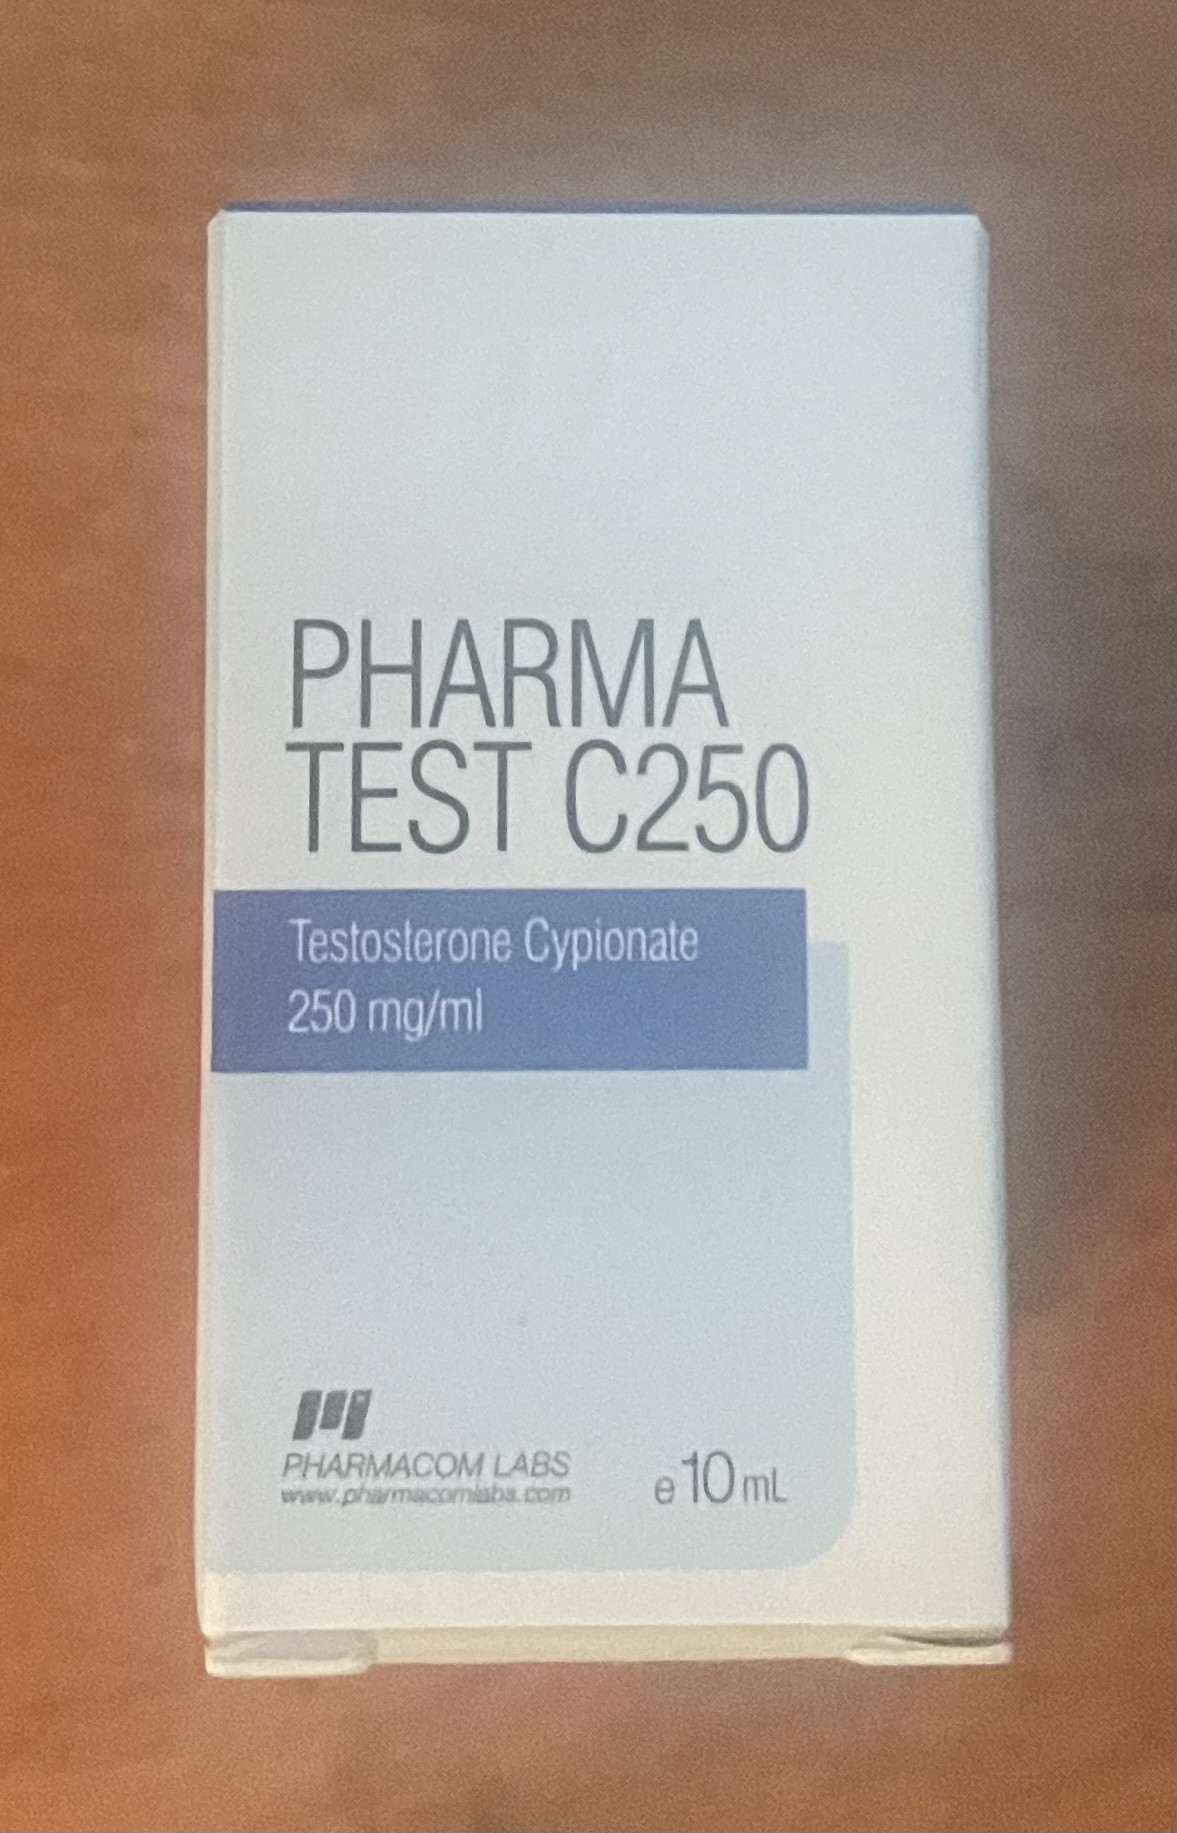 PHARMA
TEST C250
Testosterone Cypionate
250 mg/ml
PHARMACOM LABS
www.pharmacomlabs.com
e 10 mL